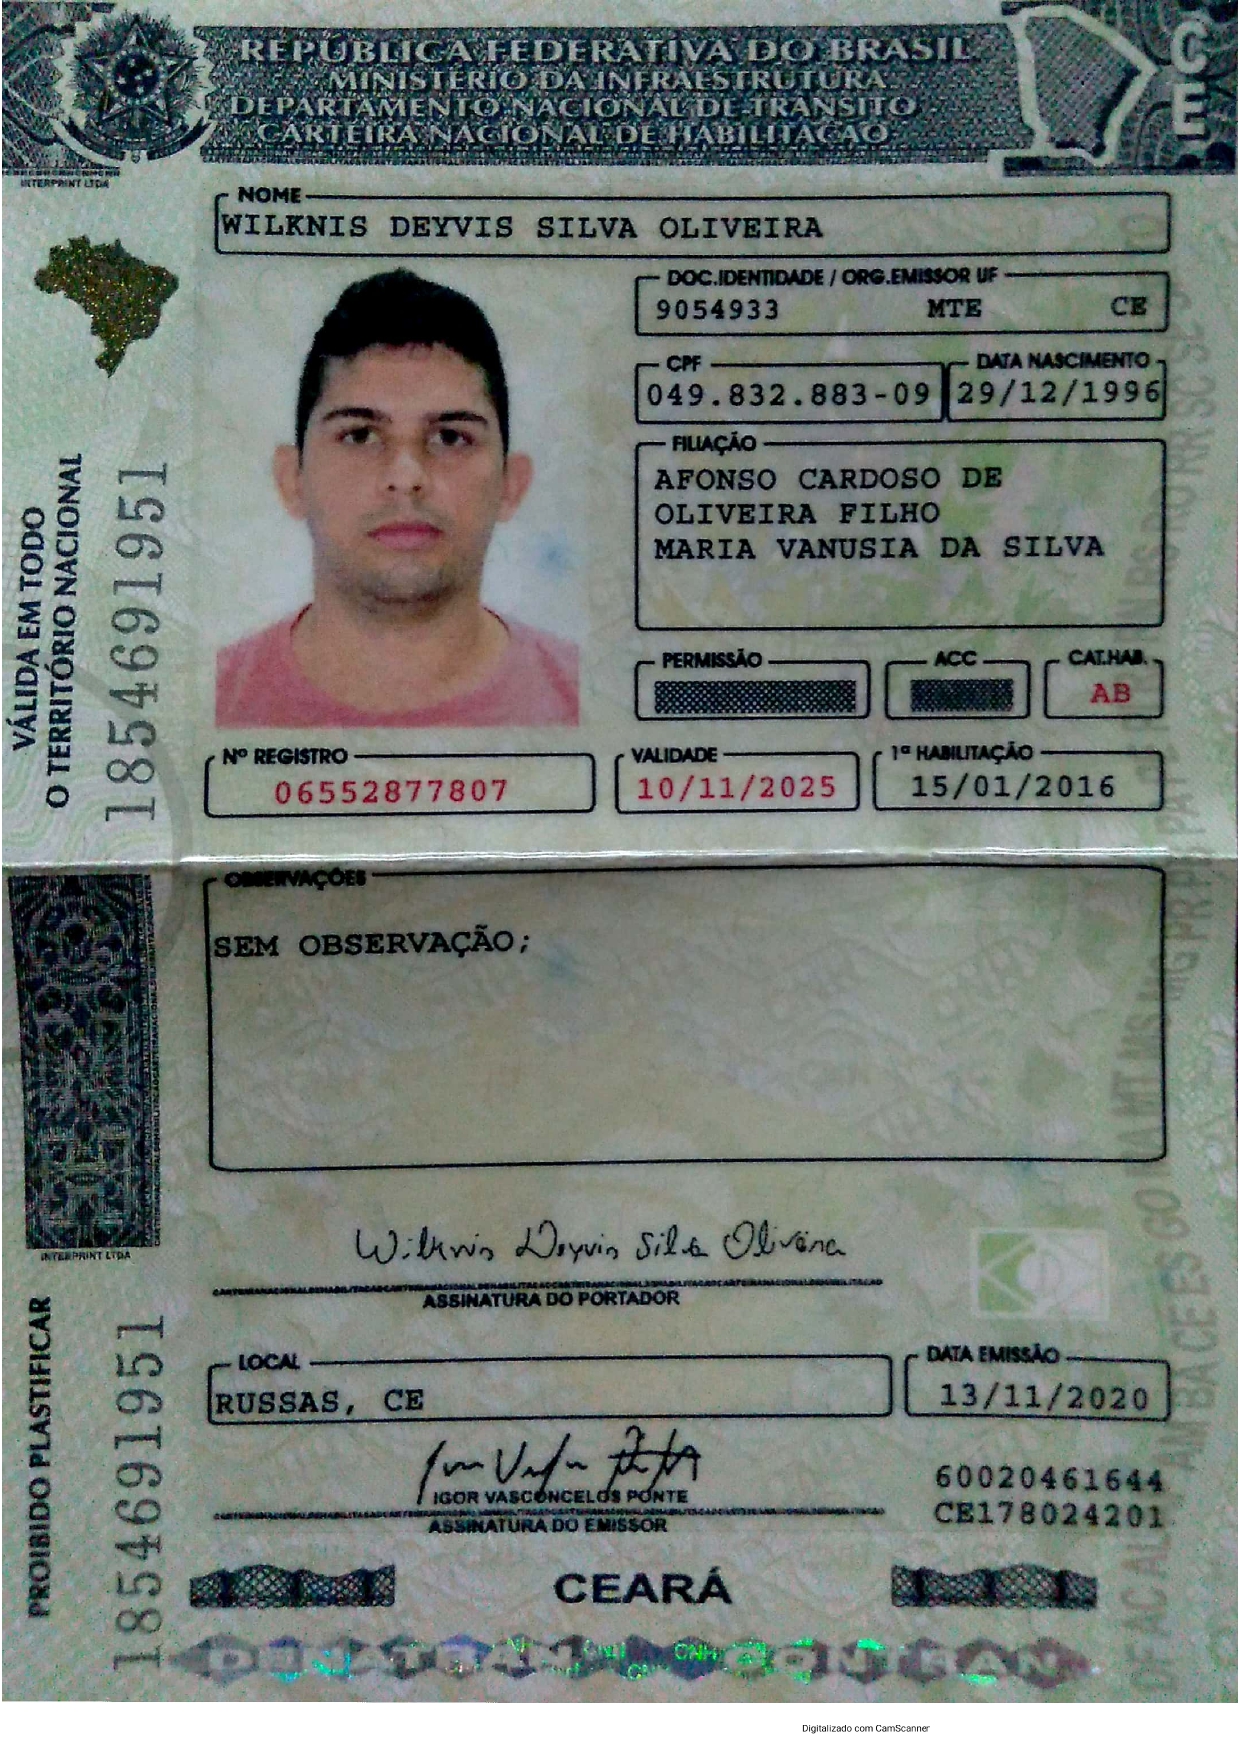 REPÚBLICA FEDERATIVA DO BRASIL
MINISTÉRIO DA INFRAESTRUTURA
DEPARTAMENTO NACIONAL DE TRÂNSITO
CARTEIRA NACIONAL DE HABILITAÇÃO
CE
INTERPRINT LTDA
NOME
WILKNIS DEYVIS SILVA OLIVEIRA
DOC.IDENTIDADE / ORG.EMISSOR UF
9054933 MTE CE
CPF
049.832.883-09
DATA NASCIMENTO
29/12/1996
FILIAÇÃO
AFONSO CARDOSO DE
OLIVEIRA FILHO
MARIA VANUSIA DA SILVA
PERMISSÃO
ACC
CAT.HAB.
AB
Nº REGISTRO
06552877807
VALIDADE
10/11/2025
1ª HABILITAÇÃO
15/01/2016
VÁLIDA EM TODO
O TERRITÓRIO NACIONAL
1854691951
OBSERVAÇÕES
SEM OBSERVAÇÃO;
INTERPRINT LTDA
Wilknis Deyvis Silva Oliveira
ASSINATURA DO PORTADOR
LOCAL
RUSSAS, CE
DATA EMISSÃO
13/11/2020
IGOR VASCONCELOS PONTE
ASSINATURA DO EMISSOR
60020461644
CE178024201
PROIBIDO PLASTIFICAR
1854691951
CEARÁ
DENATRAN CONTRAN
Digitalizado com CamScanner